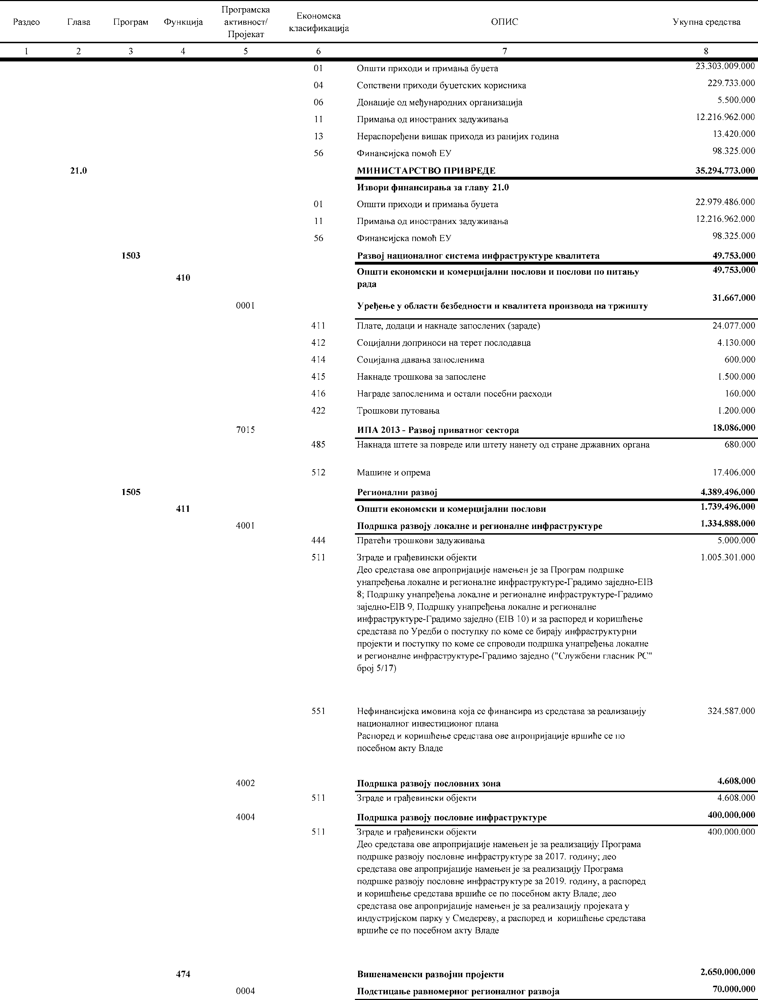 Раздео Глава Програм Функција Програмска активност/ Пројекат Економска класификација ОПИС Укупна средства
1 2 3 4 5 6 7 8
01 Општи приходи и примања буџета 23.303.009.000
04 Сопствени приходи буџетских корисника 229.733.000
06 Донације од међународних организација 5.500.000
11 Примања од иностраних задуживања 12.216.962.000
13 Нераспоређени вишак прихода из ранијих година 13.420.000
56 Финансијска помоћ ЕУ 98.325.000
21.0 МИНИСТАРСТВО ПРИВРЕДЕ 35.294.773.000
Извори финансирања за главу 21.0
01 Општи приходи и примања буџета 22.979.486.000
11 Примања од иностраних задуживања 12.216.962.000
56 Финансијска помоћ ЕУ 98.325.000
1503 Развој националног система инфраструктуре квалитета 49.753.000
410 Општи економски и комерцијални послови и послови по питању 49.753.000
рада
0001 Уређење у области безбедности и квалитета производа на тржишту 31.667.000
411 Плате, додаци и накнаде запослених (зараде) 24.077.000
412 Социјални доприноси на терет послодавца 4.130.000
414 Социјална давања запосленима 600.000
415 Накнаде трошкова за запослене 1.500.000
416 Награде запосленима и остали посебни расходи 160.000
422 Трошкови путовања 1.200.000
7015 ИПА 2013 - Развој приватног сектора 18.086.000
485 Накнада штете за повреде или штету нанету од стране државних органа 680.000
512 Машине и опрема 17.406.000
1505 Регионални развој 4.389.496.000
411 Општи економски и комерцијални послови 1.739.496.000
4001 Подршка развоју локалне и регионалне инфраструктуре 1.334.888.000
444 Пратећи трошкови задуживања 5.000.000
511 Зграде и грађевински објекти 1.005.301.000
Део средстава ове апропријације намењен је за Програм подршке
унапређења локалне и регионалне инфраструктуре-Градимо заједно-EIB
8; Подршку унапређења локалне и регионалне инфраструктуре-Градимо
заједно-EIB 9, Подршку унапређења локалне и регионалне
инфраструктуре-Градимо заједно (EIB 10) и за распоред и коришћење
средстава по Уредби о поступку по коме се бирају инфраструктурни
пројекти и поступку по коме се спроводи подршка унапређења локалне
и регионалне инфраструктуре-Градимо заједно ("Службени гласник РС"
број 5/17)
551 Нефинансијска имовина која се финансира из средстава за реализацију 324.587.000
националног инвестиционог плана
Распоред и коришћење средстава ове апропријације вршиће се по
посебном акту Владе
4002 Подршка развоју пословних зона 4.608.000
511 Зграде и грађевински објекти 4.608.000
4004 Подршка развоју пословне инфраструктуре 400.000.000
511 Зграде и грађевински објекти 400.000.000
Део средстава ове апропријације намењен је за реализацију Програма
подршке развоју пословне инфраструктуре за 2017. годину; део
средстава ове апропријације намењен је за реализацију Програма
подршке развоју пословне инфраструктуре за 2019. годину, а распоред
и коришћење средстава вршиће се по посебном акту Владе; део
средстава ове апропријације намењен је за реализацију пројеката у
индустријском парку у Смедереву, а распоред и коришћење средстава
вршиће се по посебном акту Владе
474 Вишенаменски развојни пројекти 2.650.000.000
0004 Подстицање равномерног регионалног развоја 70.000.000